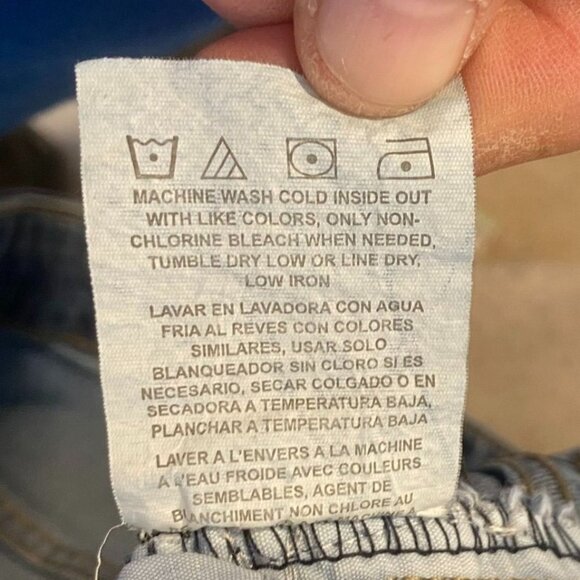 MACHINE WASH COLD INSIDE OUT
WITH LIKE COLORS, ONLY NON-
CHLORINE BLEACH WHEN NEEDED,
TUMBLE DRY LOW OR LINE DRY,
LOW IRON
LAVAR EN LAVADORA CON AGUA
FRIA AL REVES CON COLORES
SIMILARES, USAR SOLO
BLANQUEADOR SIN CLORO SI ES
NECESARIO, SECAR COLGADO O EN
SECADORA A TEMPERATURA BAJA,
PLANCHAR A TEMPERATURA BAJA
LAVER A L'ENVERS A LA MACHINE
A L'EAU FROIDE AVEC COULEURS
SEMBLABLES, AGENT DE
BLANCHIMENT NON CHLORE AU